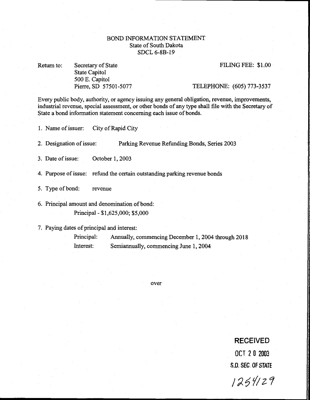 BOND INFORMATION STATEMENT
State of South Dakota
SDCL 6-8B-19
Return to: Secretary of State FILING FEE: $1.00
State Capitol
500 E. Capitol
Pierre, SD 57501-5077 TELEPHONE: (605) 773-3537
Every public body, authority, or agency issuing any general obligation, revenue, improvements,
industrial revenue, special assessment, or other bonds of any type shall file with the Secretary of
State a bond information statement concerning each issue of bonds.
1. Name of issuer: City of Rapid City
2. Designation of issue: Parking Revenue Refunding Bonds, Series 2003
3. Date of issue: October 1, 2003
4. Purpose of issue: refund the certain outstanding parking revenue bonds
5. Type of bond: revenue
6. Principal amount and denomination of bond:
Principal - $1,625,000; $5,000
7. Paying dates of principal and interest:
Principal: Annually, commencing December 1, 2004 through 2018
Interest: Semiannually, commencing June 1, 2004
over
RECEIVED
OCT 20 2003
S.D. SEC. OF STATE
1254129